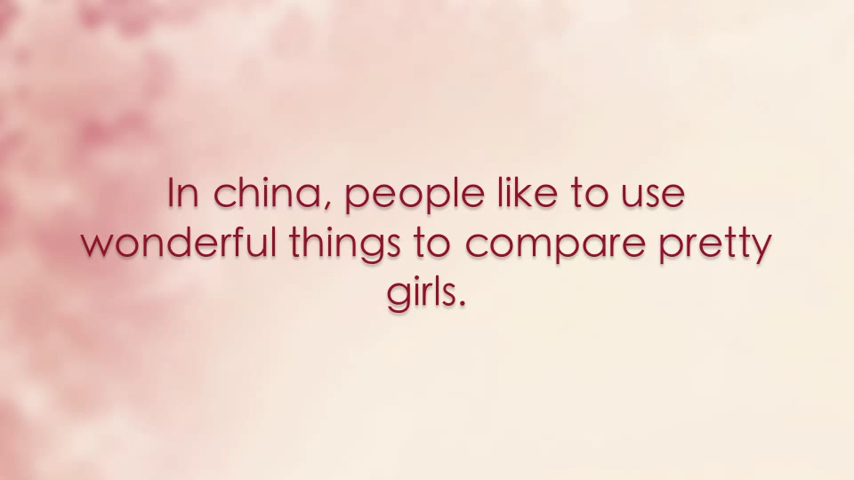 In china, people like to use
wonderful things to compare pretty
girls.